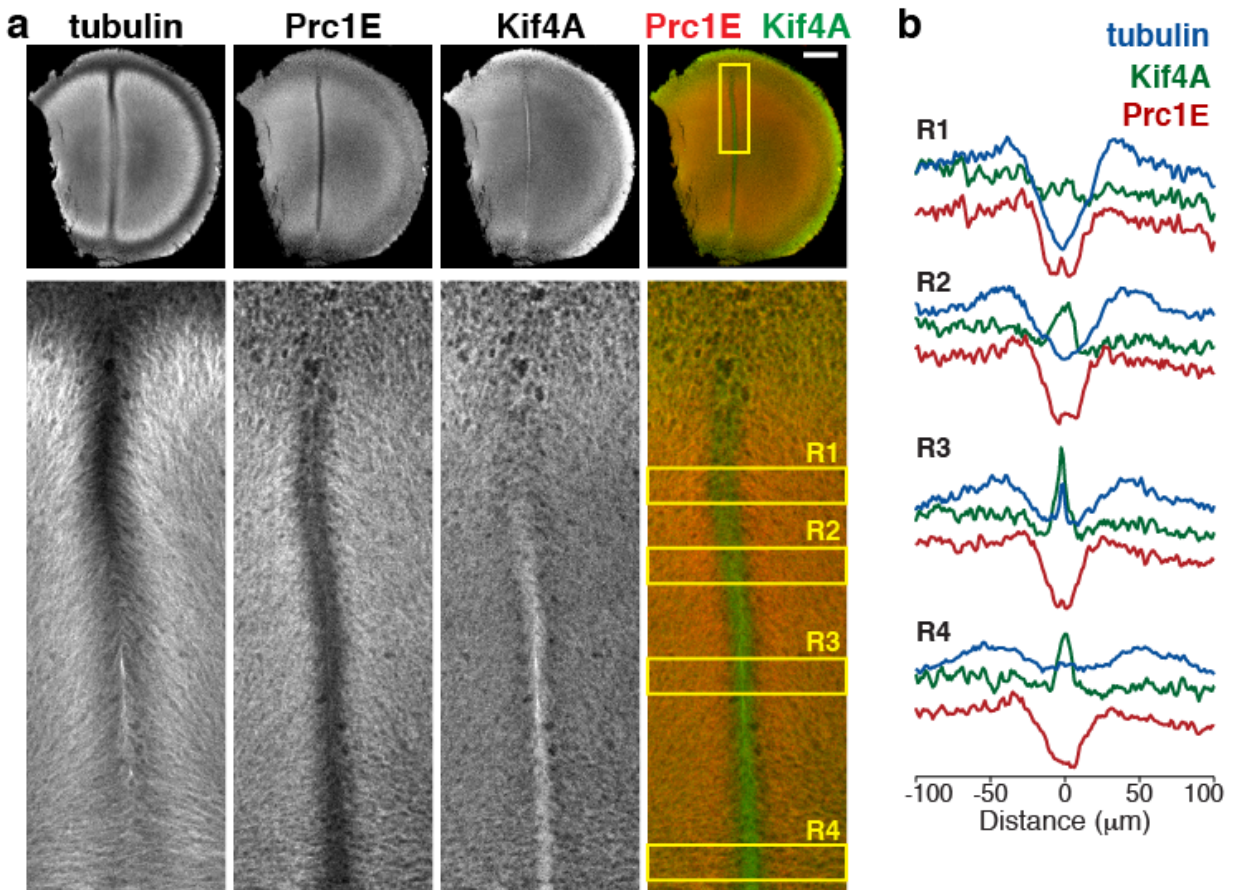 a tubulin Prc1E Kif4A Prc1E Kif4A
R1
R2
R3
R4
b
tubulin
Kif4A
Prc1E
R1
R2
R3
R4
-100 -50 0 50 100
Distance (μm)